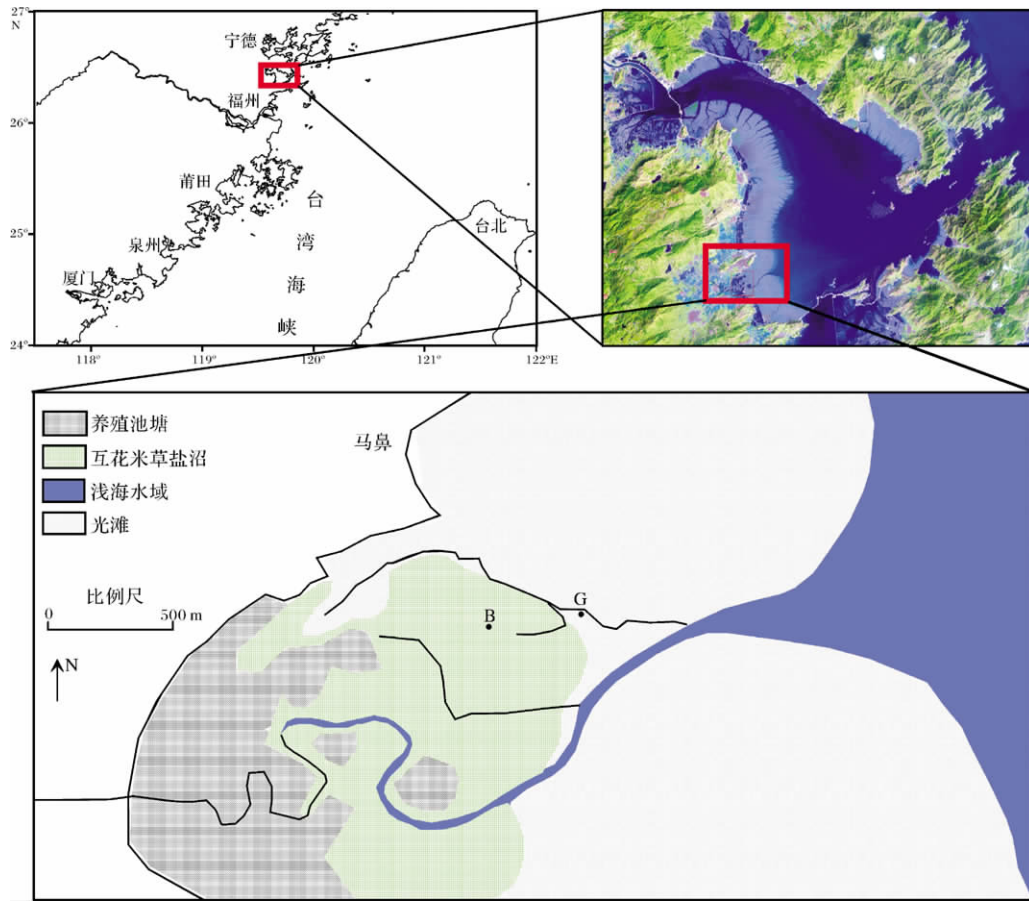 27°
N
宁德
福州
26°
莆田
台
湾
海
峡
台北
25°
泉州
厦门
24°
118°
119°
120°
121°
122°E
养殖池塘
互花米草盐沼
浅海水域
光滩
马鼻
比例尺
0
500 m
N
B
G